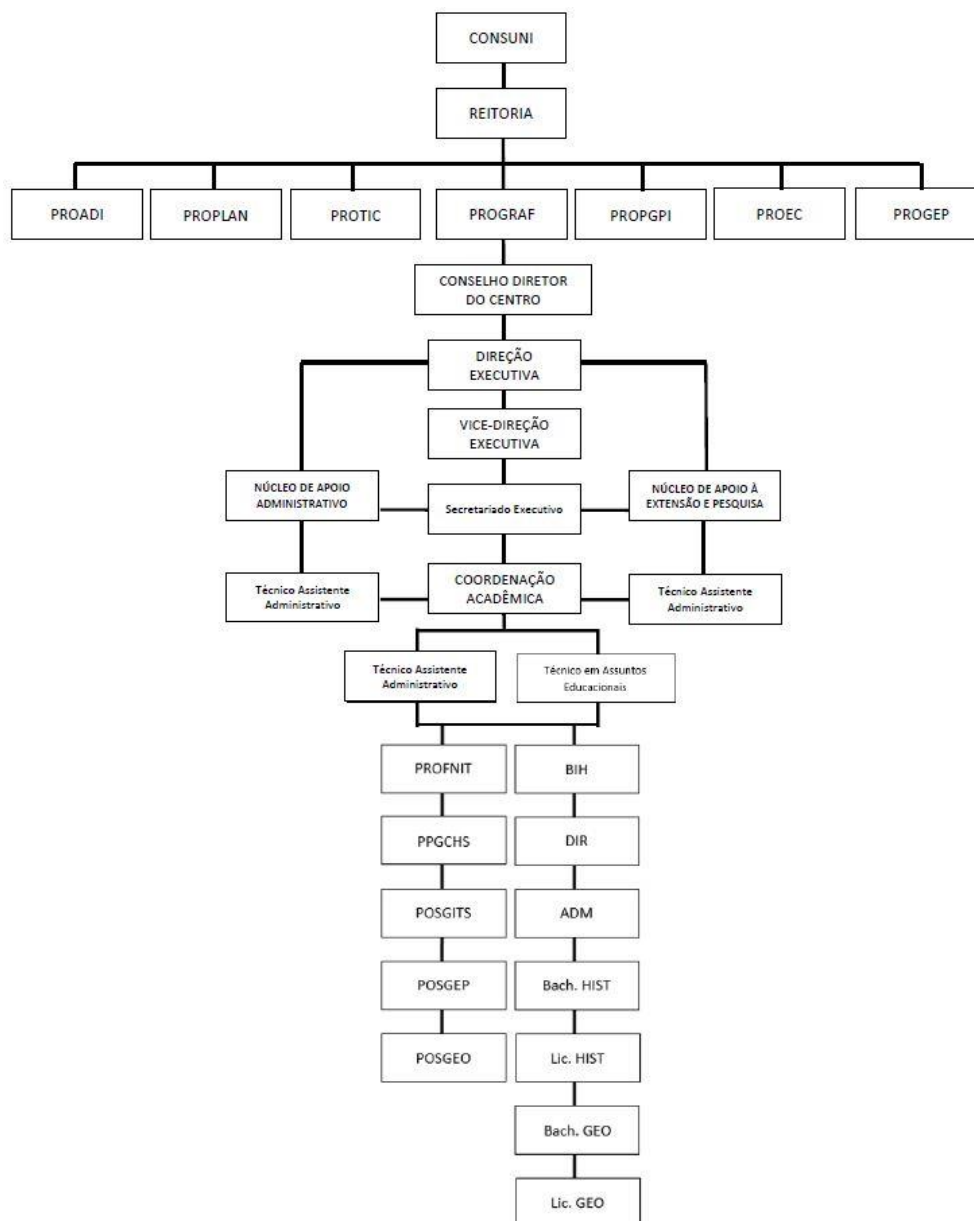 CONSUNI
REITORIA
PROADI
PROPLAN
PROTIC
PROGRAF
PROPGPI
PROEC
PROGEP
CONSELHO DIRETOR
DO CENTRO
DIREÇÃO
EXECUTIVA
VICE-DIREÇÃO
EXECUTIVA
NÚCLEO DE APOIO
ADMINISTRATIVO
Secretariado Executivo
NÚCLEO DE APOIO À
EXTENSÃO E PESQUISA
Técnico Assistente
Administrativo
COORDENAÇÃO
ACADÊMICA
Técnico Assistente
Administrativo
Técnico Assistente
Administrativo
Técnico em Assuntos
Educacionais
PROFNIT
BIH
PPGCHS
DIR
POSGITS
ADM
POSGEP
Bach. HIST
POSGEO
Lic. HIST
Bach. GEO
Lic. GEO